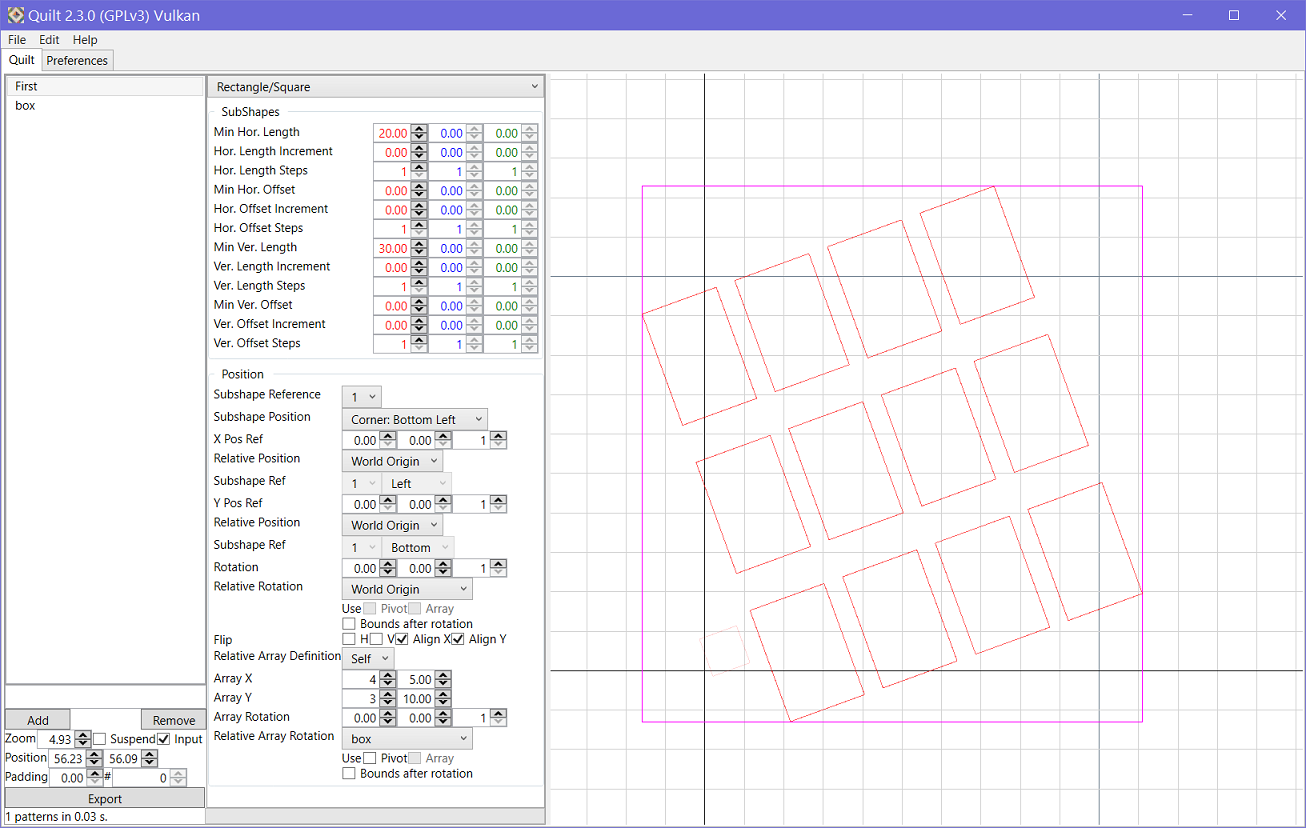 Quilt 2.3.0 (GPLv3) Vulkan
File Edit Help
Quilt Preferences
First
box
Rectangle/Square
SubShapes
Min Hor. Length 20.00 0.00 0.00
Hor. Length Increment 0.00 0.00 0.00
Hor. Length Steps 1 1 1
Min Hor. Offset 0.00 0.00 0.00
Hor. Offset Increment 0.00 0.00 0.00
Hor. Offset Steps 1 1 1
Min Ver. Length 30.00 0.00 0.00
Ver. Length Increment 0.00 0.00 0.00
Ver. Length Steps 1 1 1
Min Ver. Offset 0.00 0.00 0.00
Ver. Offset Increment 0.00 0.00 0.00
Ver. Offset Steps 1 1 1
Position
Subshape Reference 1
Subshape Position Corner: Bottom Left
X Pos Ref 0.00 0.00 1
Relative Position World Origin
Subshape Ref 1 Left
Y Pos Ref 0.00 0.00 1
Relative Position World Origin
Subshape Ref 1 Bottom
Rotation 0.00 0.00 1
Relative Rotation World Origin
Use Pivot Array
Bounds after rotation
Flip H V Align X Align Y
Relative Array Definition Self
Array X 4 5.00
Array Y 3 10.00
Array Rotation 0.00 0.00 1
Relative Array Rotation box
Use Pivot Array
Bounds after rotation
Add Remove
Zoom 4.93 Suspend Input
Position 56.23 56.09
Padding 0.00 # 0
Export
1 patterns in 0.03 s.